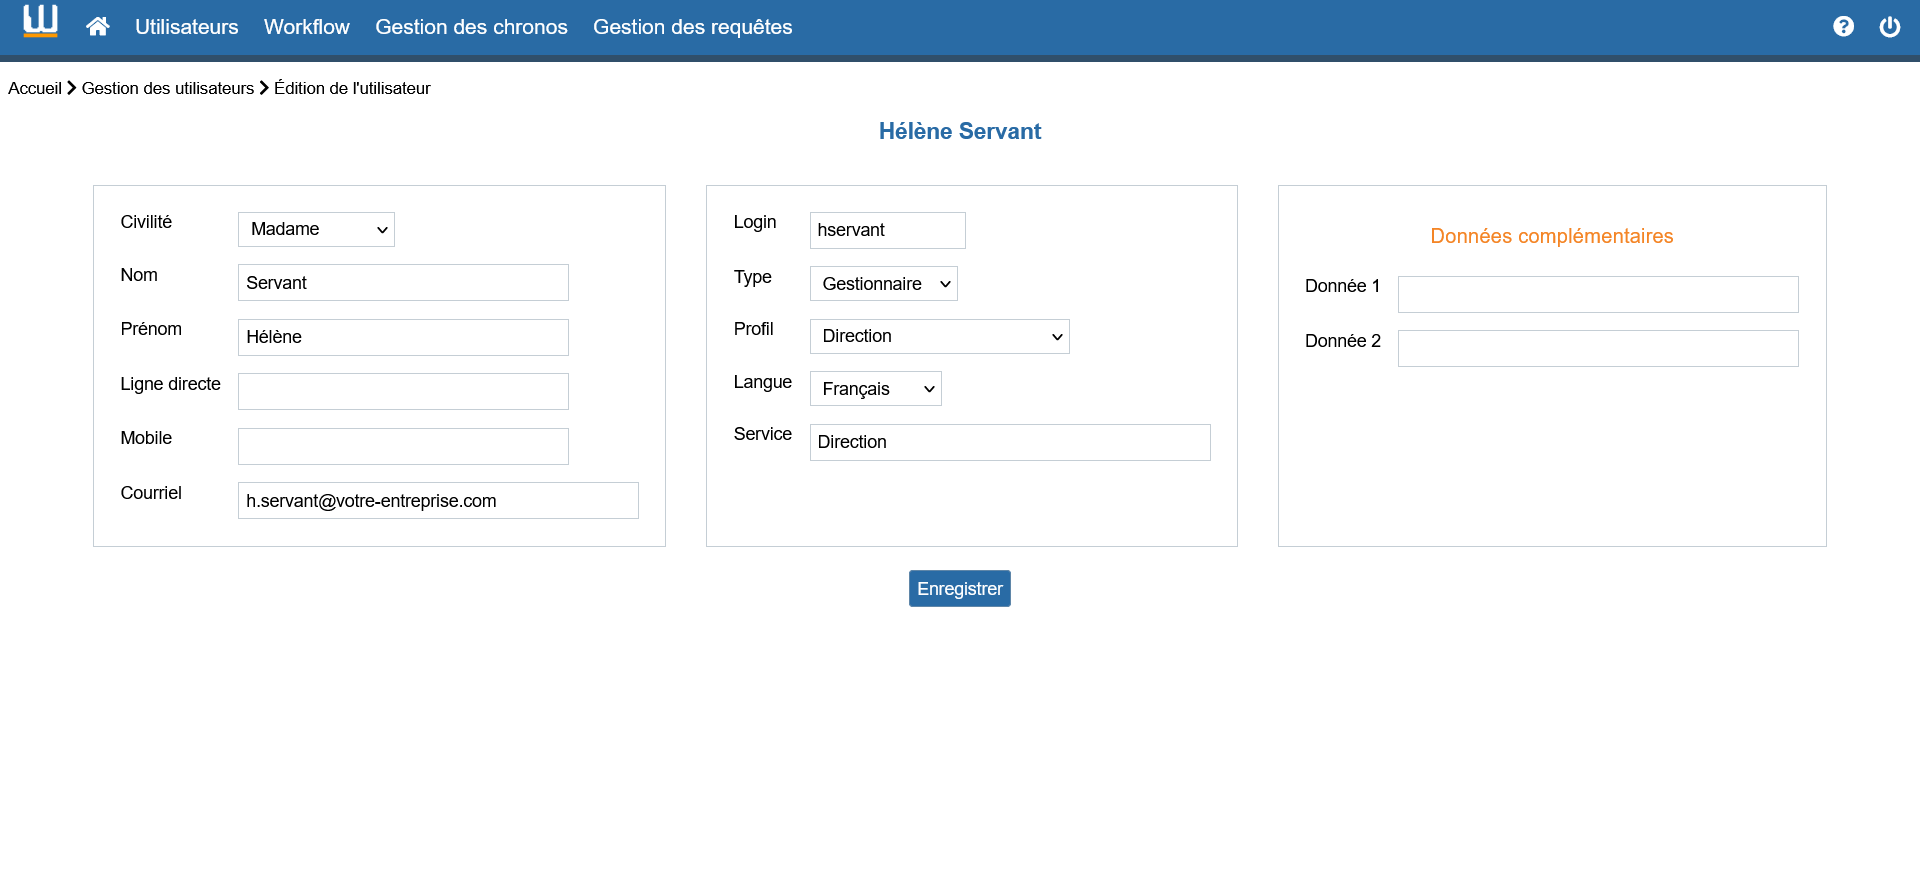 Utilisateurs Workflow Gestion des chronos Gestion des requêtes
Accueil Gestion des utilisateurs Édition de l'utilisateur
Hélène Servant
Civilité Madame
Nom Servant
Prénom Hélène
Ligne directe
Mobile
Courriel h.servant@votre-entreprise.com
Login hservant
Type Gestionnaire
Profil Direction
Langue Français
Service Direction
Données complémentaires
Donnée 1
Donnée 2
Enregistrer